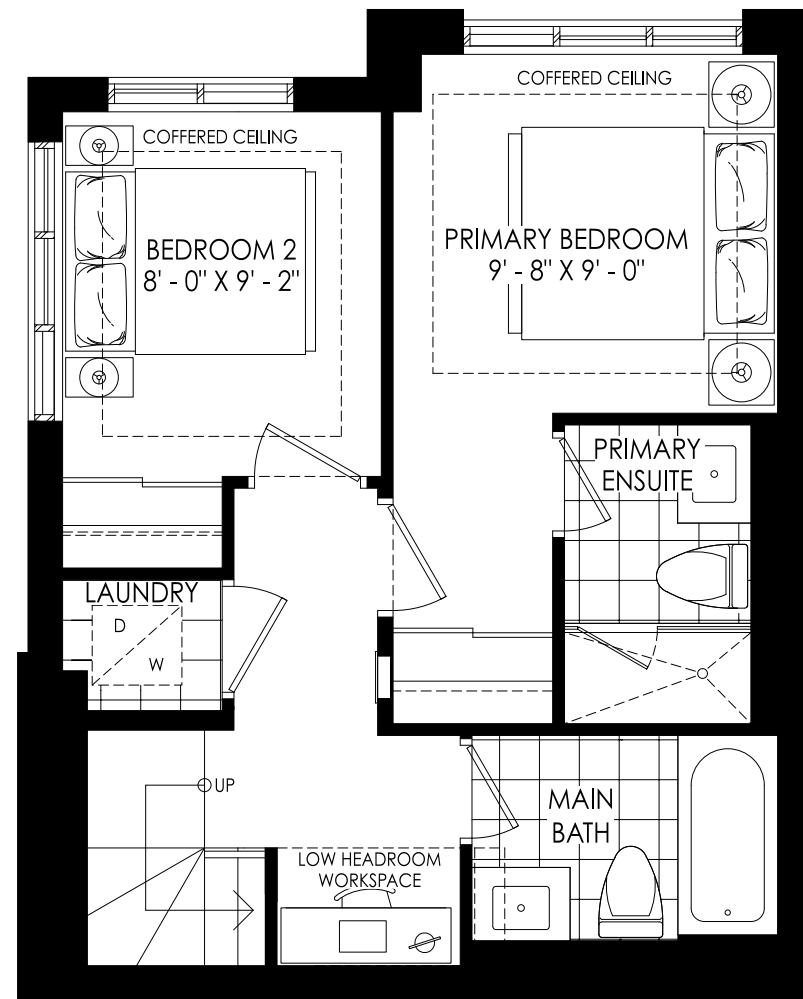 COFFERED CEILING
COFFERED CEILING
BEDROOM 2
8' - 0" X 9' - 2"
PRIMARY BEDROOM
9' - 8" X 9' - 0"
PRIMARY
ENSUITE
LAUNDRY
D
W
UP
MAIN
BATH
LOW HEADROOM
WORKSPACE